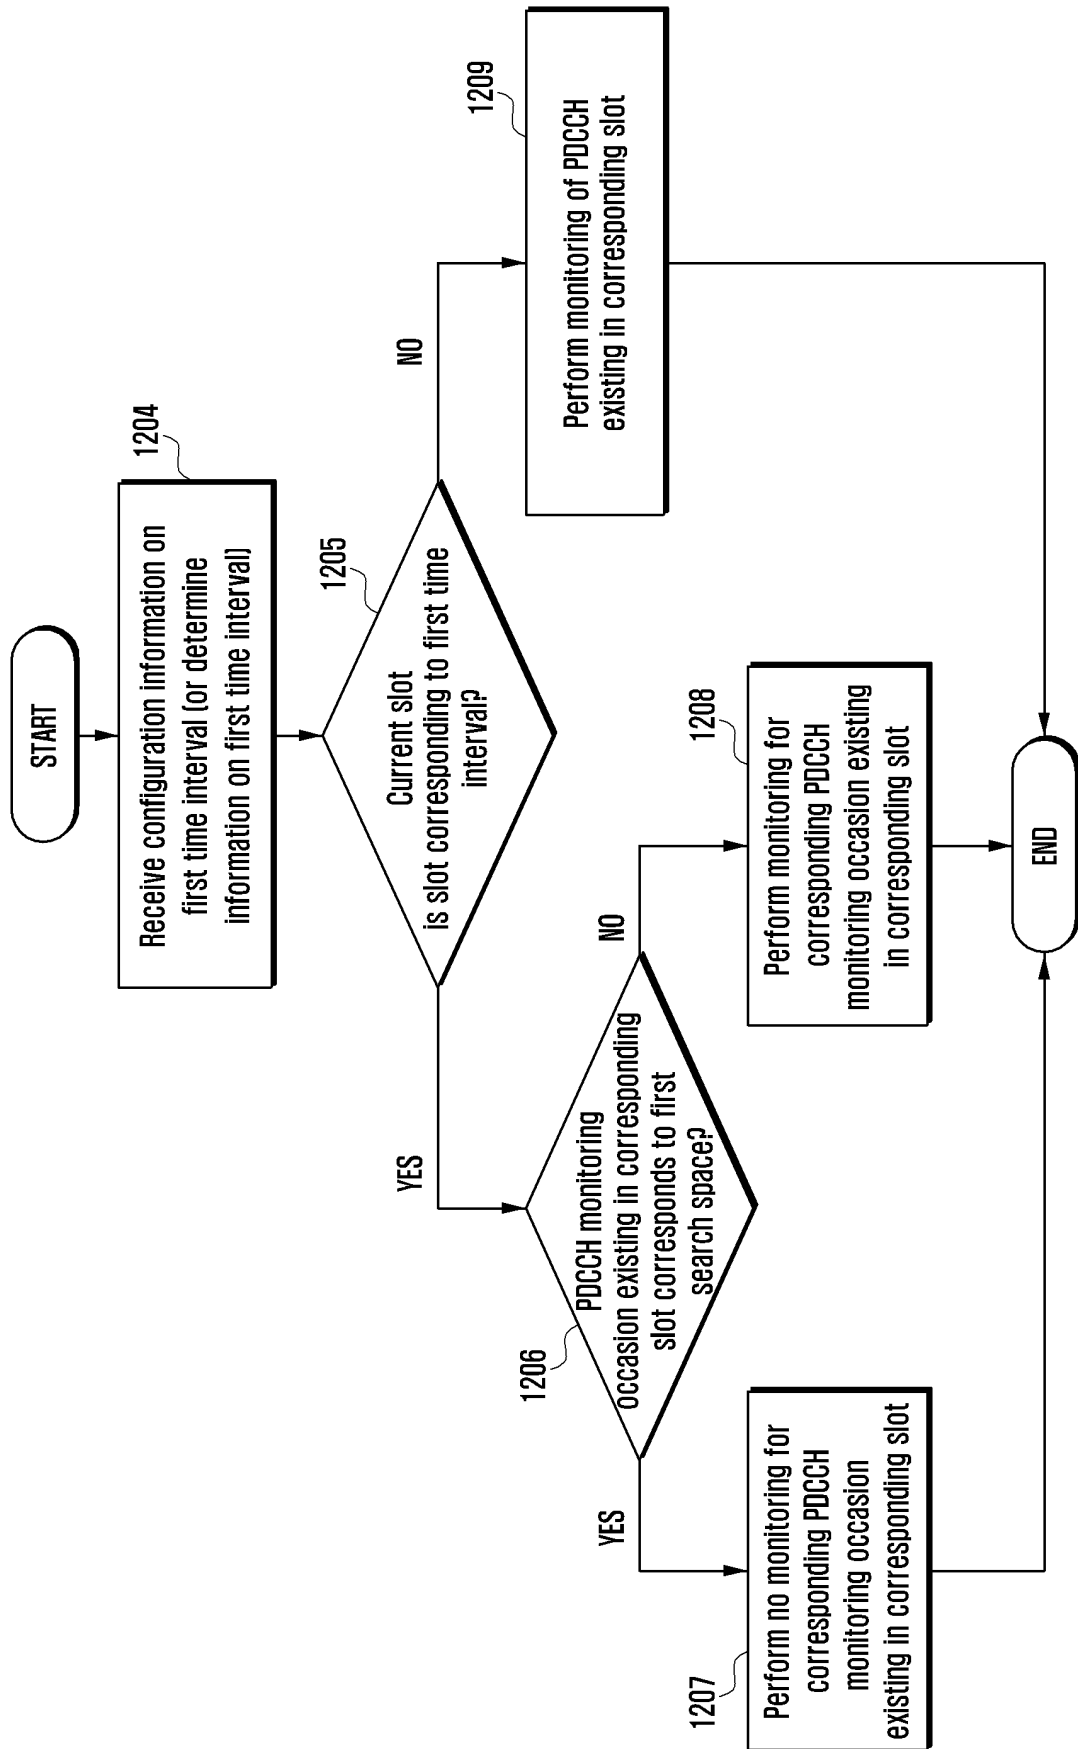 START
1204
Receive configuration information on
first time interval (or determine
information on first time interval)
1205
Current slot
is slot corresponding to first time
interval?
YES
NO
1206
PDCCH monitoring
occasion existing in corresponding
slot corresponds to first
search space?
1209
Perform monitoring of PDCCH
existing in corresponding slot
YES
NO
1207
Perform no monitoring for
corresponding PDCCH
monitoring occasion
existing in corresponding slot
1208
Perform monitoring for
corresponding PDCCH
monitoring occasion existing
in corresponding slot
END